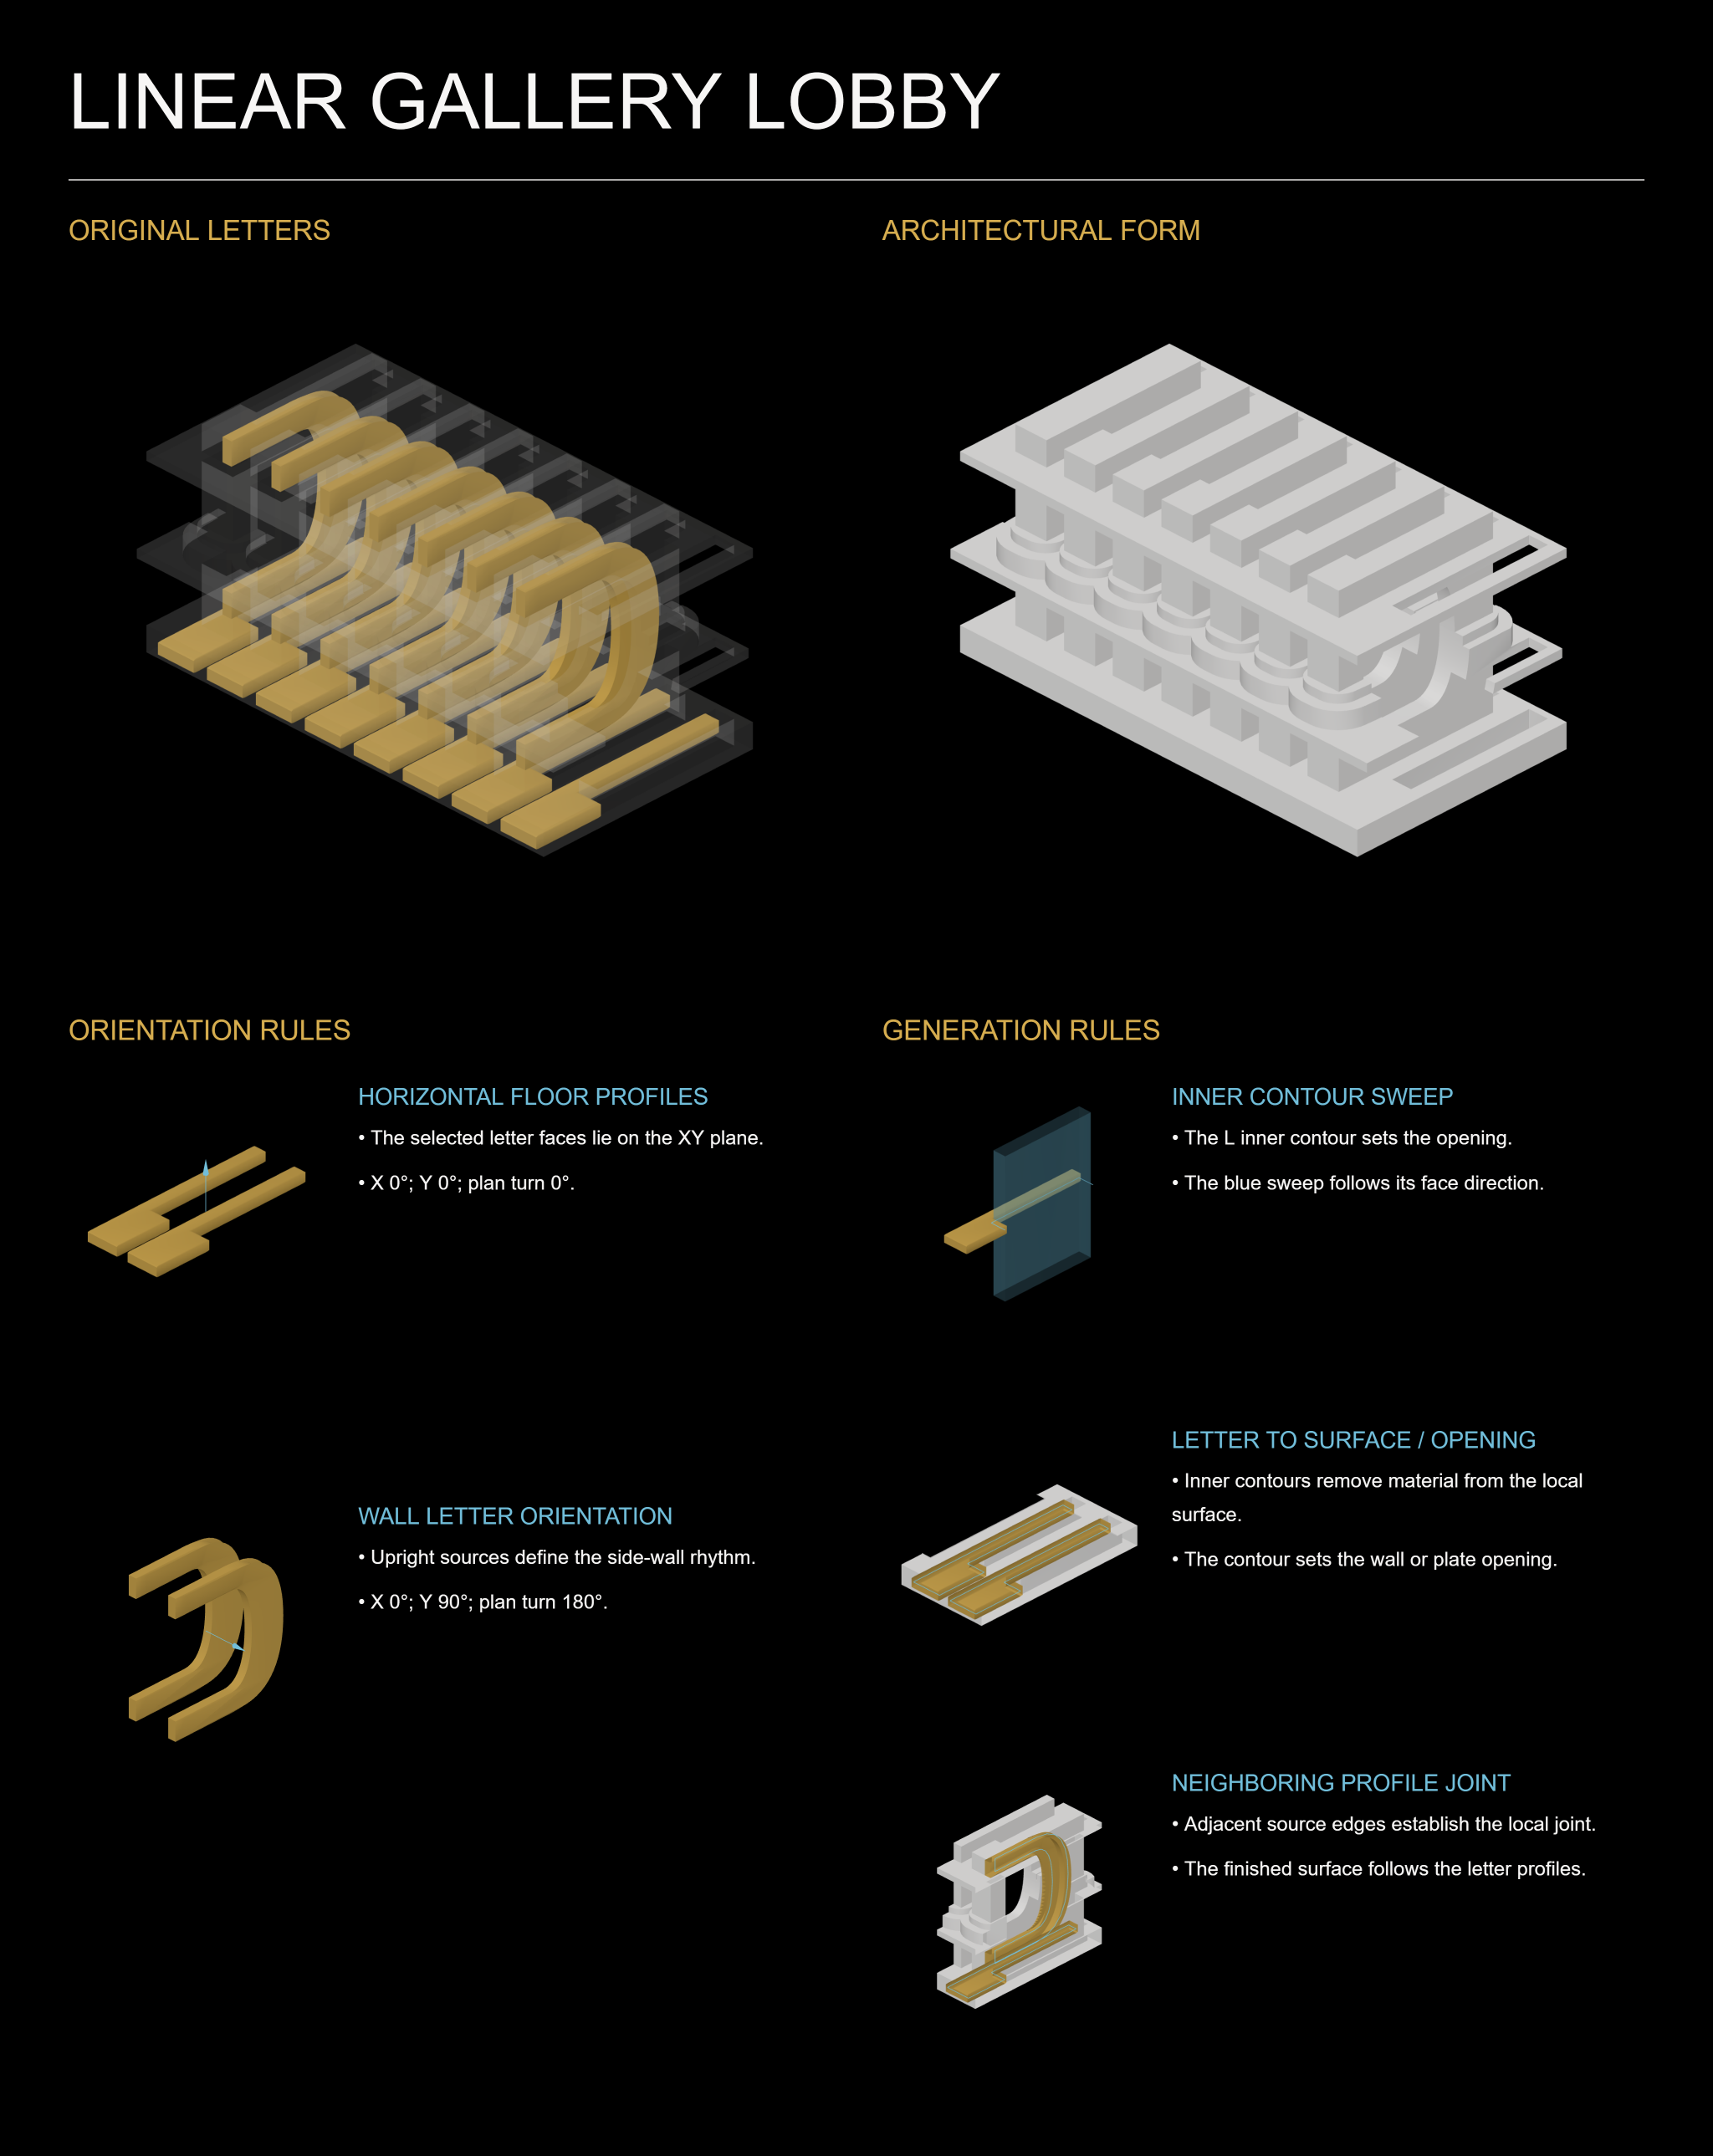 LINEAR GALLERY LOBBY
ORIGINAL LETTERS
ARCHITECTURAL FORM
ORIENTATION RULES
HORIZONTAL FLOOR PROFILES
• The selected letter faces lie on the XY plane.
• X 0°; Y 0°; plan turn 0°.
WALL LETTER ORIENTATION
• Upright sources define the side-wall rhythm.
• X 0°; Y 90°; plan turn 180°.
GENERATION RULES
INNER CONTOUR SWEEP
• The L inner contour sets the opening.
• The blue sweep follows its face direction.
LETTER TO SURFACE / OPENING
• Inner contours remove material from the local
surface.
• The contour sets the wall or plate opening.
NEIGHBORING PROFILE JOINT
• Adjacent source edges establish the local joint.
• The finished surface follows the letter profiles.